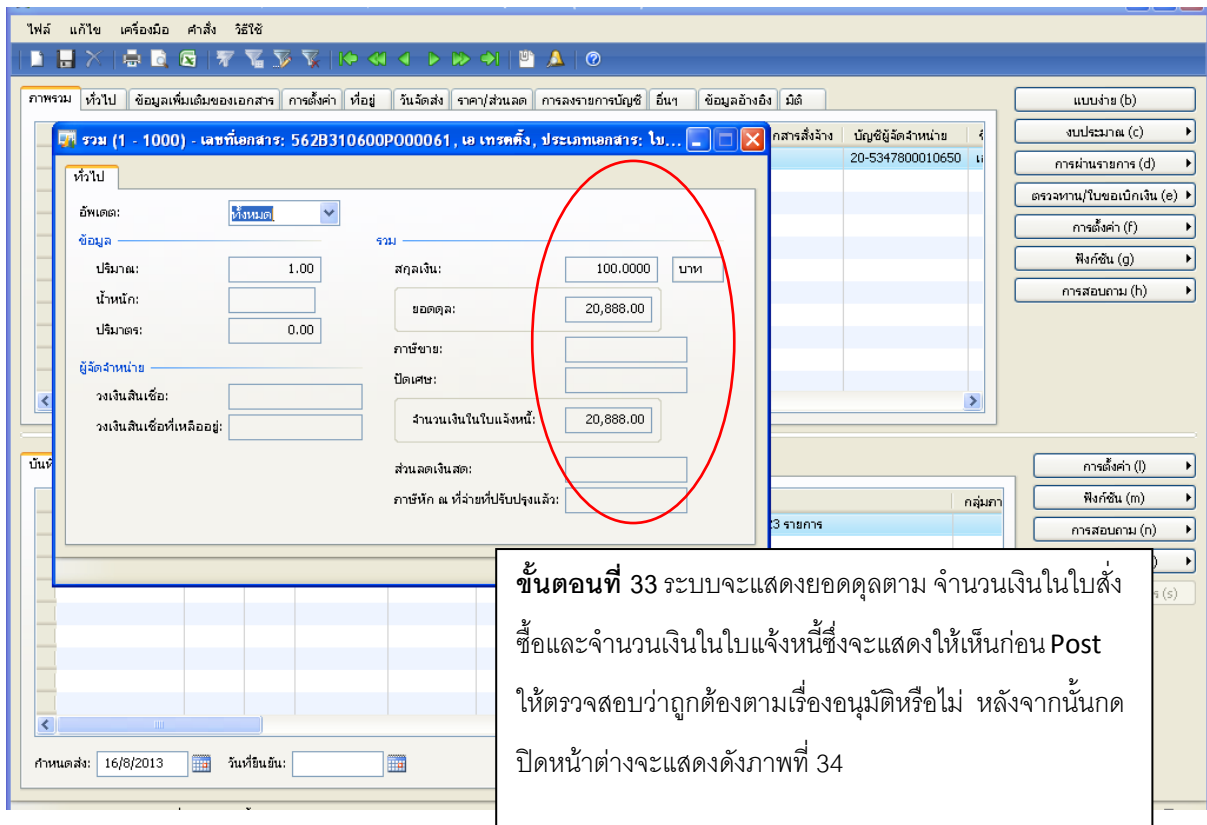 ไฟล์ แก้ไข เครื่องมือ คำสั่ง วิธีใช้
ภาพรวม ทั่วไป ข้อมูลเพิ่มเติมของเอกสาร การตั้งค่า ที่อยู่ วันจัดส่ง ราคา/ส่วนลด การลงรายการบัญชี อื่นๆ ข้อมูลอ้างอิง มิติ
แบบง่าย (b)
งบประมาณ (c)
การผ่านรายการ (d)
ตรวจทาน/ใบขอเบิกเงิน (e)
การตั้งค่า (f)
ฟังก์ชัน (g)
การสอบถาม (h)
กสารสั่งจ้าง บัญชีผู้จัดจำหน่าย
20-5347800010650
รวม (1 - 1000) - เลขที่เอกสาร: 562B310600PO000061, เอ เทรดดิ้ง, ประเภทเอกสาร: ใบ...
ทั่วไป
อัพเดต: ทั้งหมด
ข้อมูล
ปริมาณ: 1.00
น้ำหนัก:
ปริมาตร: 0.00
ผู้จัดจำหน่าย
วงเงินสินเชื่อ:
วงเงินสินเชื่อที่เหลืออยู่:
รวม
สกุลเงิน: 100.0000 บาท
ยอดดุล: 20,888.00
ภาษีขาย:
ปัดเศษ:
จำนวนเงินในใบแจ้งหนี้: 20,888.00
ส่วนลดเงินสด:
ภาษีหัก ณ ที่จ่ายที่ปรับปรุงแล้ว:
บันทึ
กลุ่มภา
23 รายการ
การตั้งค่า (l)
ฟังก์ชัน (m)
การสอบถาม (n)
)
ร (s)
กำหนดส่ง: 16/8/2013 วันที่ยืนยัน:
ขั้นตอนที่ 33 ระบบจะแสดงยอดดุลตาม จำนวนเงินในใบสั่ง
ซื้อและจำนวนเงินในใบแจ้งหนี้ซึ่งจะแสดงให้เห็นก่อน Post
ให้ตรวจสอบว่าถูกต้องตามเรื่องอนุมัติหรือไม่ หลังจากนั้นกด
ปิดหน้าต่างจะแสดงดังภาพที่ 34